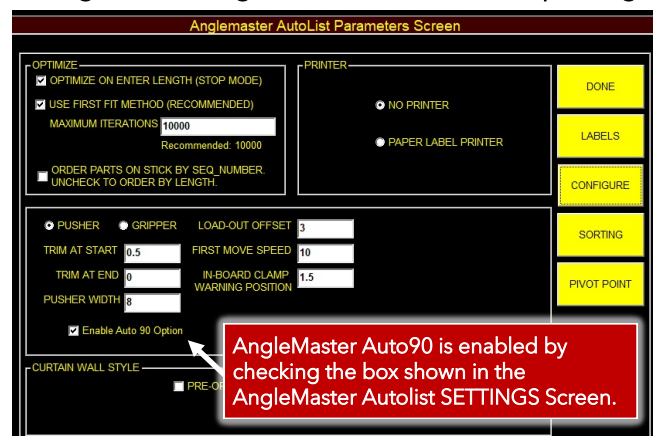 Anglemaster AutoList Parameters Screen
OPTIMIZE
OPTIMIZE ON ENTER LENGTH (STOP MODE)
USE FIRST FIT METHOD (RECOMMENDED)
MAXIMUM ITERATIONS 10000
Recommended: 10000
ORDER PARTS ON STICK BY SEQ_NUMBER.
UNCHECK TO ORDER BY LENGTH.
PRINTER
NO PRINTER
PAPER LABEL PRINTER
DONE
LABELS
CONFIGURE
SORTING
PIVOT POINT
PUSHER GRIPPER LOAD-OUT OFFSET 3
TRIM AT START 0.5 FIRST MOVE SPEED 10
TRIM AT END 0 IN-BOARD CLAMP
WARNING POSITION 1.5
PUSHER WIDTH 8
Enable Auto 90 Option
AngleMaster Auto90 is enabled by
checking the box shown in the
AngleMaster Autolist SETTINGS Screen.
CURTAIN WALL STYLE